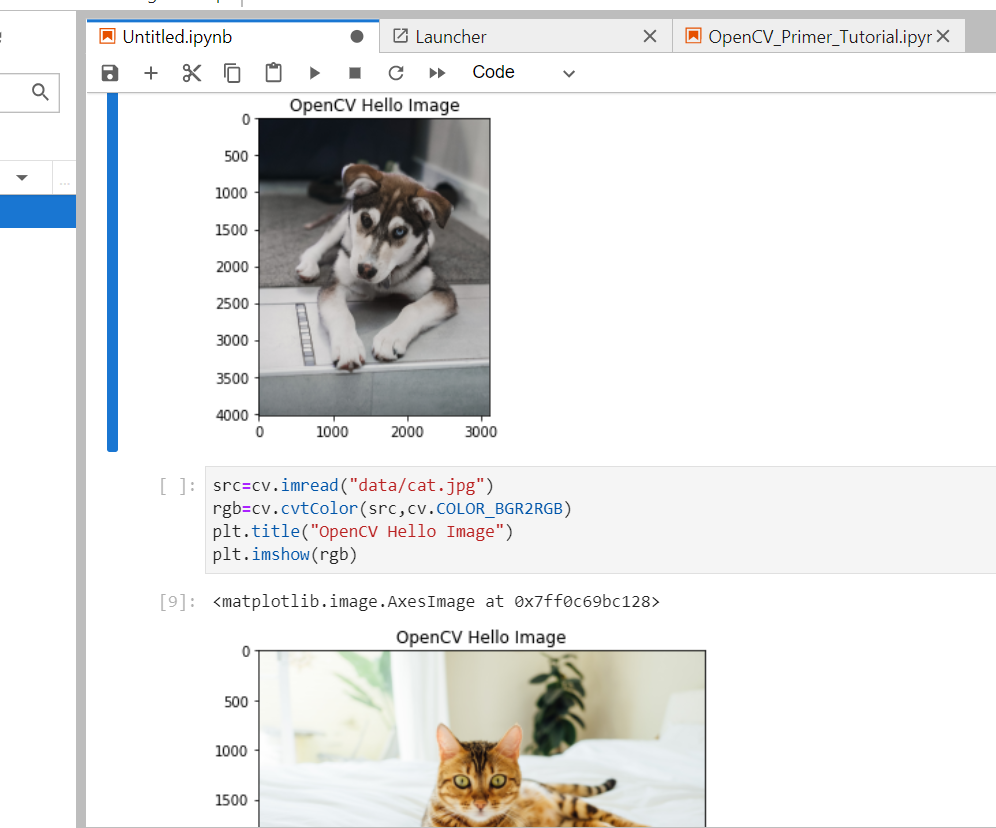 Untitled.ipynb
Launcher
OpenCV_Primer_Tutorial.ipyr
Code
OpenCV Hello Image
0
500
1000
1500
2000
2500
3000
3500
4000
0 1000 2000 3000
[ ]: src=cv.imread("data/cat.jpg")
rgb=cv.cvtColor(src,cv.COLOR_BGR2RGB)
plt.title("OpenCV Hello Image")
plt.imshow(rgb)
[9]: <matplotlib.image.AxesImage at 0x7ff0c69bc128>
OpenCV Hello Image
0
500
1000
1500